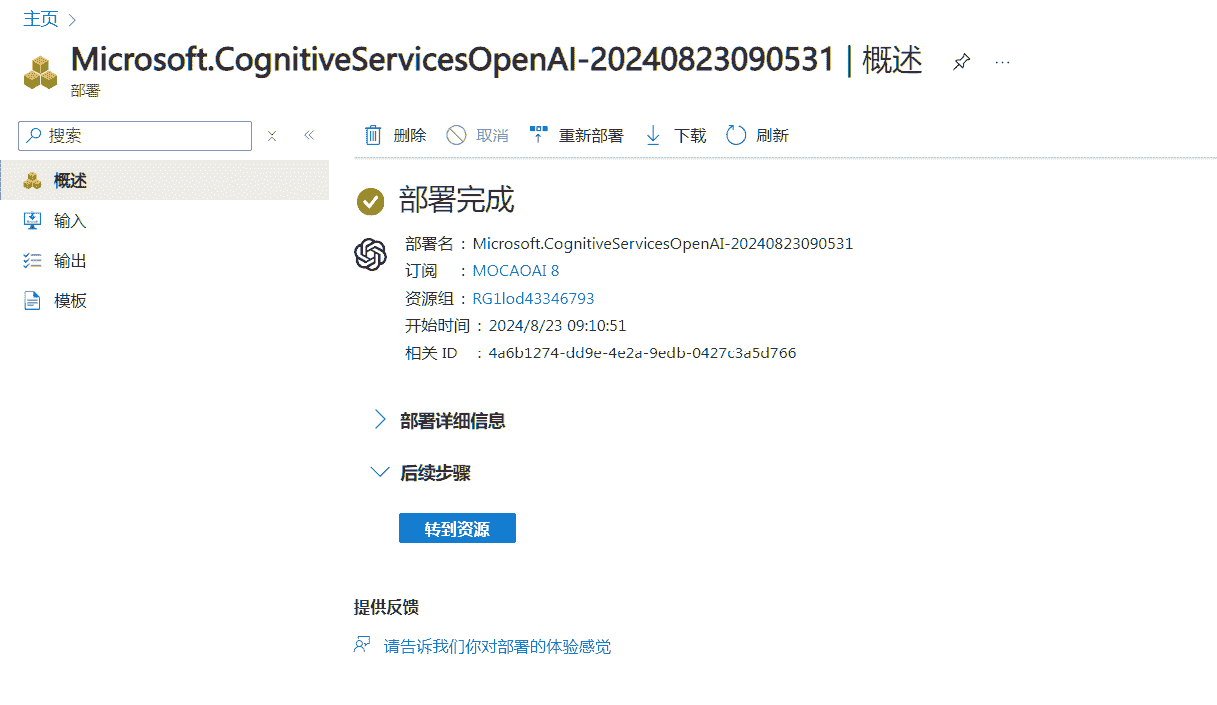 主页
Microsoft.CognitiveServicesOpenAI-20240823090531 | 概述
部署
搜索
删除 取消 重新部署 下载 刷新
概述
输入
输出
模板
部署完成
部署名 : Microsoft.CognitiveServicesOpenAI-20240823090531
订阅 : MOCAOAI 8
资源组 : RG1lod43346793
开始时间 : 2024/8/23 09:10:51
相关 ID : 4a6b1274-dd9e-4e2a-9edb-0427c3a5d766
部署详细信息
后续步骤
转到资源
提供反馈
请告诉我们你对部署的体验感觉